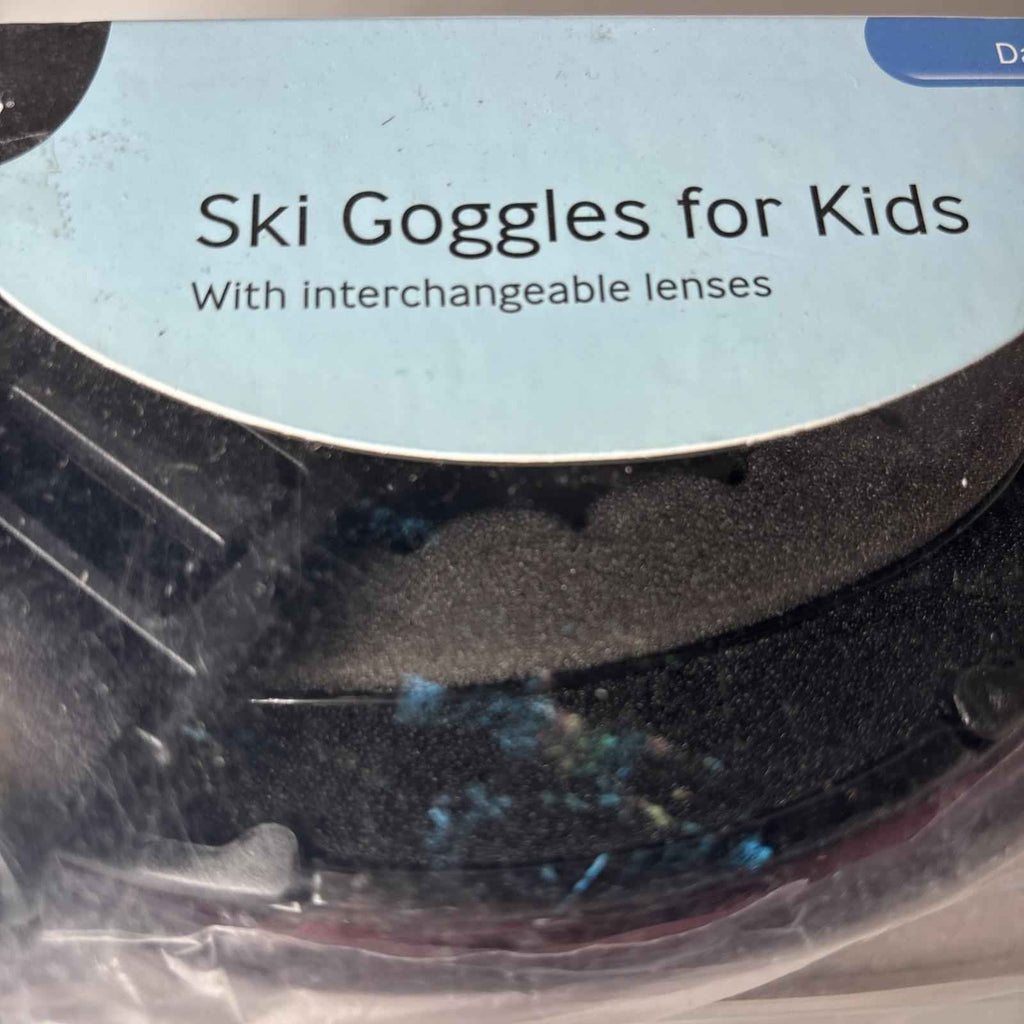 Ski Goggles for Kids
With interchangeable lenses